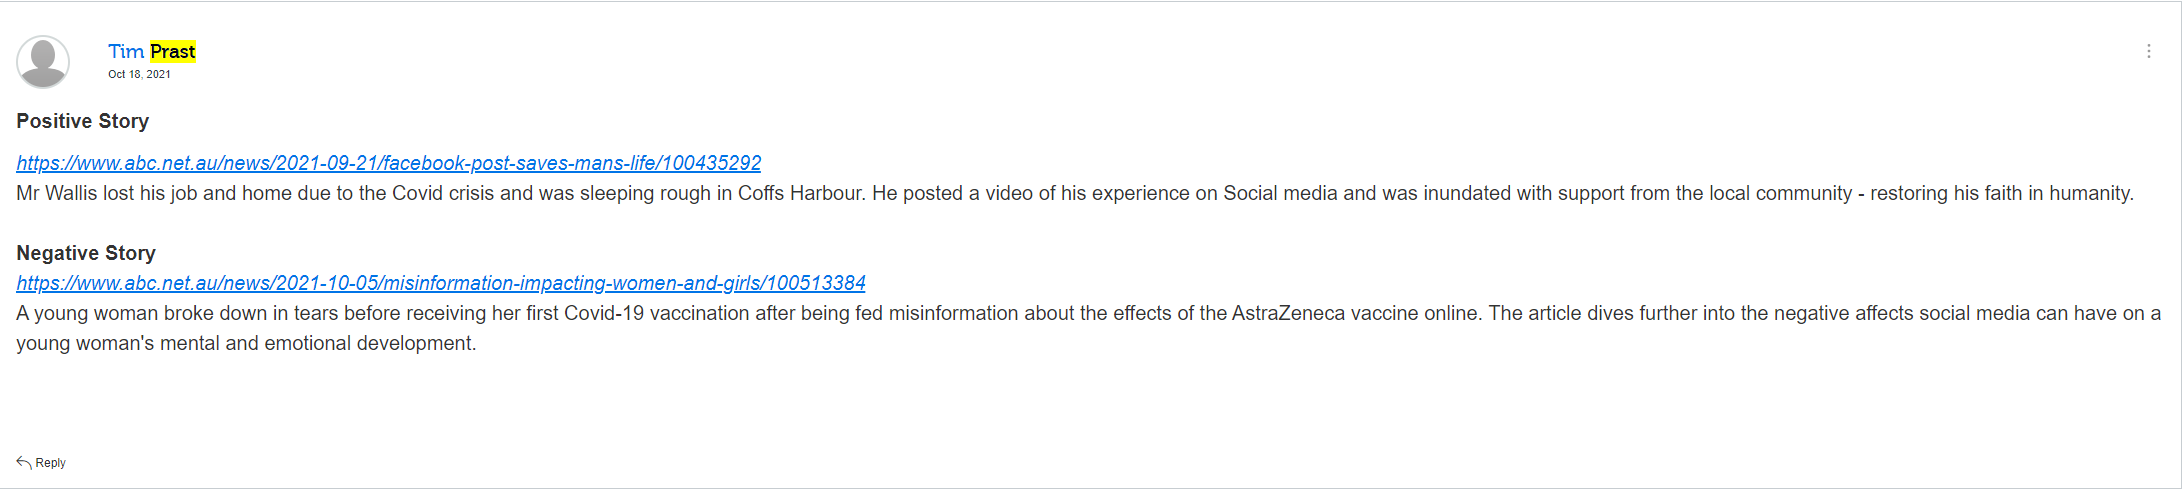 Tim Prast
Oct 18, 2021
Positive Story
https://www.abc.net.au/news/2021-09-21/facebook-post-saves-mans-life/100435292
Mr Wallis lost his job and home due to the Covid crisis and was sleeping rough in Coffs Harbour. He posted a video of his experience on Social media and was inundated with support from the local community - restoring his faith in humanity.
Negative Story
https://www.abc.net.au/news/2021-10-05/misinformation-impacting-women-and-girls/100513384
A young woman broke down in tears before receiving her first Covid-19 vaccination after being fed misinformation about the effects of the AstraZeneca vaccine online. The article dives further into the negative affects social media can have on a
young woman's mental and emotional development.
Reply